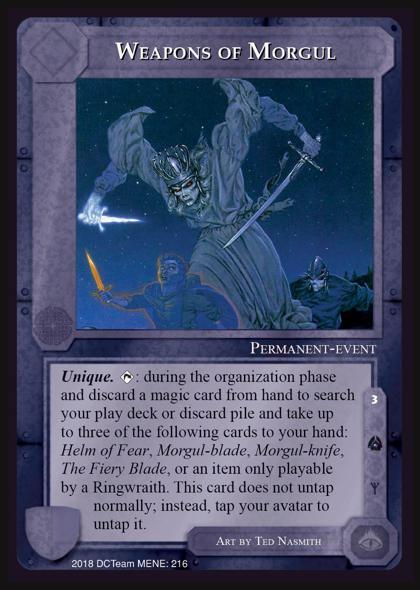 Weapons of Morgul
Permanent-event
Unique. : during the organization phase
and discard a magic card from hand to search
your play deck or discard pile and take up
to three of the following cards to your hand:
Helm of Fear, Morgul-blade, Morgul-knife,
The Fiery Blade, or an item only playable
by a Ringwraith. This card does not untap
normally; instead, tap your avatar to
untap it.
3
Art by Ted Nasmith
2018 DCTeam MENE: 216